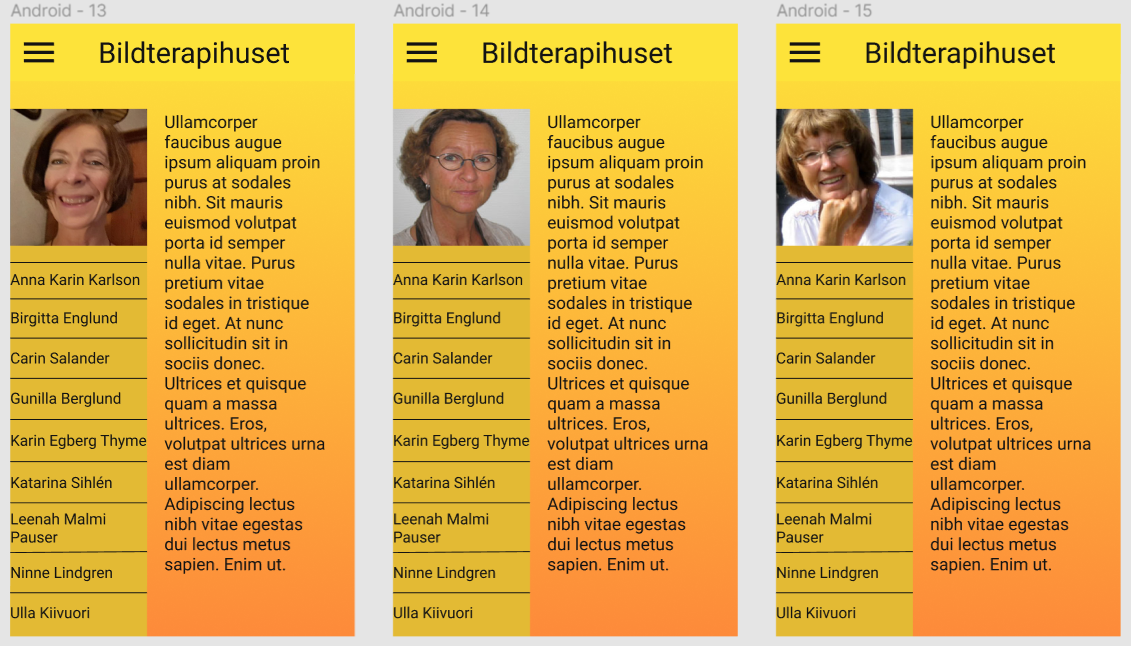 Android - 13
Bildterapihuset
Ullamcorper
faucibus augue
ipsum aliquam proin
purus at sodales
nibh. Sit mauris
euismod volutpat
porta id semper
nulla vitae. Purus
pretium vitae
sodales in tristique
id eget. At nunc
sollicitudin sit in
sociis donec.
Ultrices et quisque
quam a massa
ultrices. Eros,
volutpat ultrices urna
est diam
ullamcorper.
Adipiscing lectus
nibh vitae egestas
dui lectus metus
sapien. Enim ut.
Anna Karin Karlson
Birgitta Englund
Carin Salander
Gunilla Berglund
Karin Egberg Thyme
Katarina Sihlén
Leenah Malmi
Pauser
Ninne Lindgren
Ulla Kiivuori
Android - 14
Bildterapihuset
Ullamcorper
faucibus augue
ipsum aliquam proin
purus at sodales
nibh. Sit mauris
euismod volutpat
porta id semper
nulla vitae. Purus
pretium vitae
sodales in tristique
id eget. At nunc
sollicitudin sit in
sociis donec.
Ultrices et quisque
quam a massa
ultrices. Eros,
volutpat ultrices urna
est diam
ullamcorper.
Adipiscing lectus
nibh vitae egestas
dui lectus metus
sapien. Enim ut.
Anna Karin Karlson
Birgitta Englund
Carin Salander
Gunilla Berglund
Karin Egberg Thyme
Katarina Sihlén
Leenah Malmi
Pauser
Ninne Lindgren
Ulla Kiivuori
Android - 15
Bildterapihuset
Ullamcorper
faucibus augue
ipsum aliquam proin
purus at sodales
nibh. Sit mauris
euismod volutpat
porta id semper
nulla vitae. Purus
pretium vitae
sodales in tristique
id eget. At nunc
sollicitudin sit in
sociis donec.
Ultrices et quisque
quam a massa
ultrices. Eros,
volutpat ultrices urna
est diam
ullamcorper.
Adipiscing lectus
nibh vitae egestas
dui lectus metus
sapien. Enim ut.
Anna Karin Karlson
Birgitta Englund
Carin Salander
Gunilla Berglund
Karin Egberg Thyme
Katarina Sihlén
Leenah Malmi
Pauser
Ninne Lindgren
Ulla Kiivuori